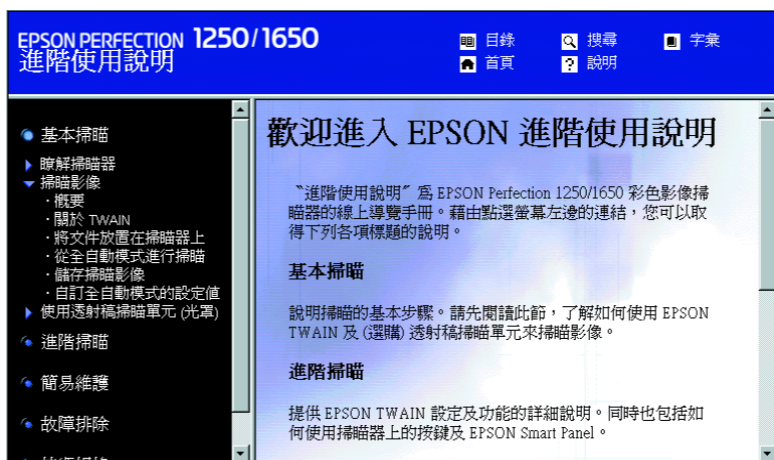 EPSON PERFECTION 1250/1650
進階使用說明
目錄 搜尋 字彙
首頁 ? 說明
基本掃瞄
瞭解掃瞄器
掃瞄影像
·概要
·關於 TWAIN
·將文件放置在掃瞄器上
·從全自動模式進行掃瞄
·儲存掃瞄影像
·自訂全自動模式的設定值
使用透射稿掃瞄單元 (光罩)
進階掃瞄
簡易維護
故障排除
歡迎進入 EPSON 進階使用說明
〝進階使用說明〞為 EPSON Perfection 1250/1650 彩色影像掃
瞄器的線上導覽手冊。藉由點選螢幕左邊的連結，您可以取
得下列各項標題的說明。
基本掃瞄
說明掃瞄的基本步驟。請先閱讀此節，了解如何使用 EPSON
TWAIN 及 (選購) 透射稿掃瞄單元來掃瞄影像。
進階掃瞄
提供 EPSON TWAIN 設定及功能的詳細說明。同時也包括如
何使用掃瞄器上的按鍵及 EPSON Smart Panel。